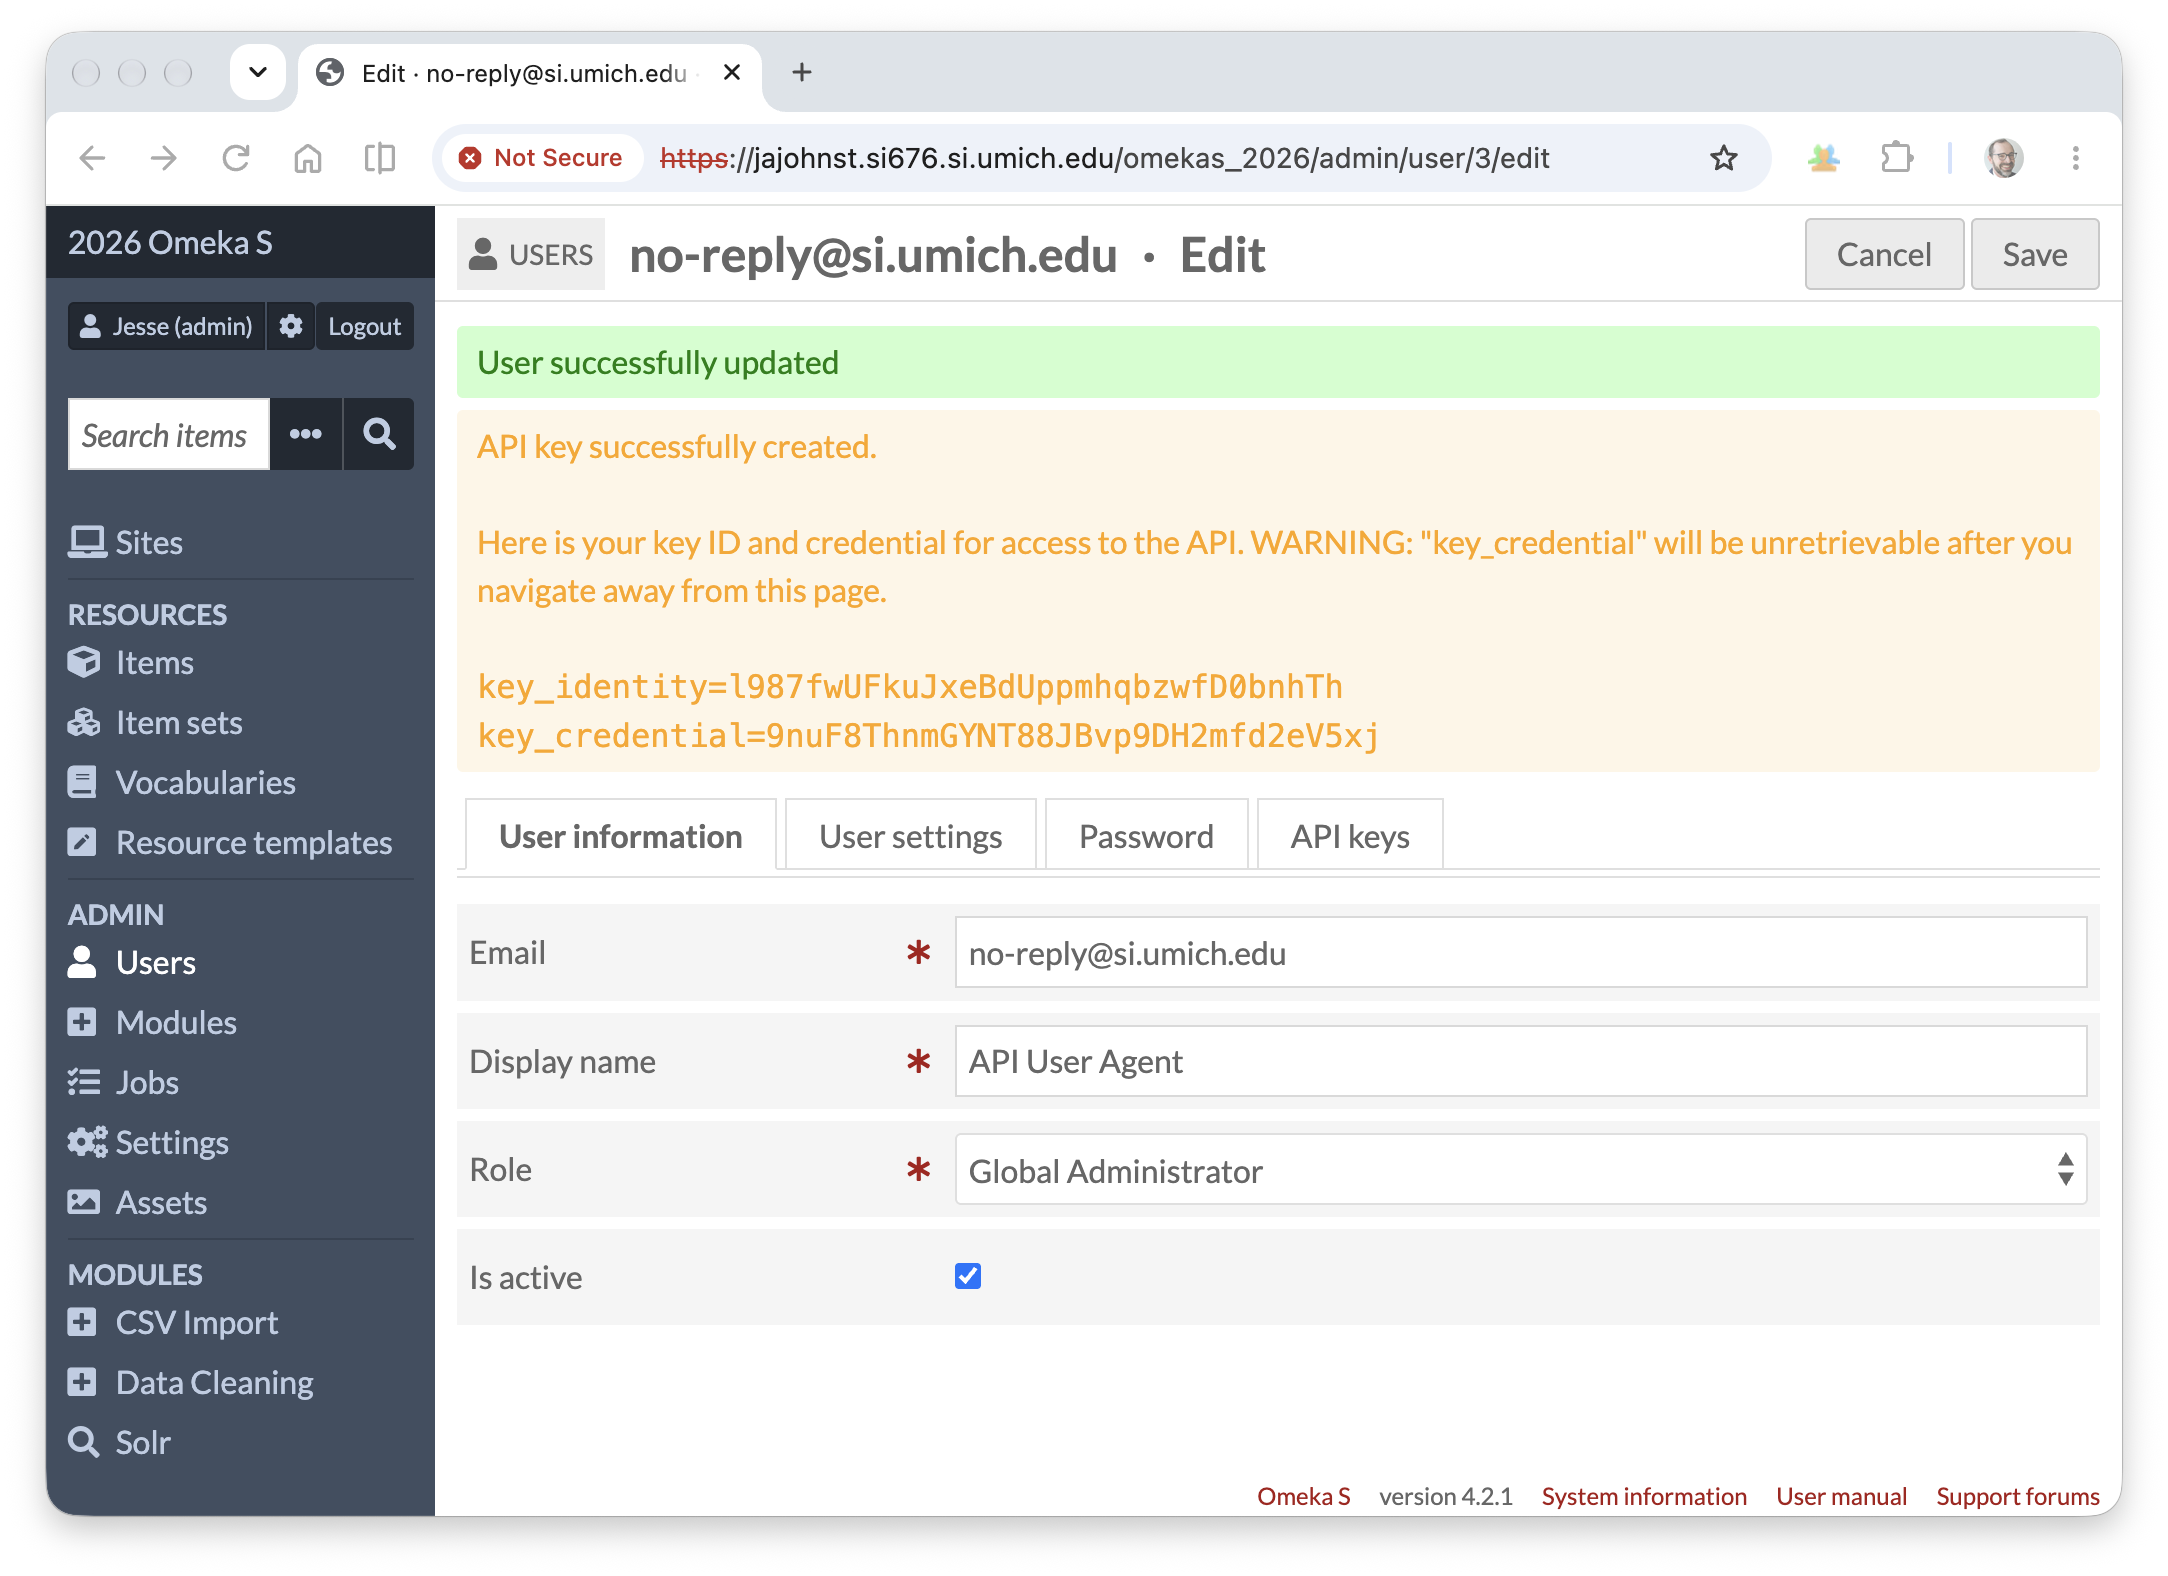 Edit · no-reply@si.umich.edu ·
Not Secure https://jajohnst.si676.si.umich.edu/omekas_2026/admin/user/3/edit
2026 Omeka S
Jesse (admin) Logout
Search items
Sites
RESOURCES
Items
Item sets
Vocabularies
Resource templates
ADMIN
Users
Modules
Jobs
Settings
Assets
MODULES
CSV Import
Data Cleaning
Solr
USERS no-reply@si.umich.edu · Edit
Cancel Save
User successfully updated
API key successfully created.
Here is your key ID and credential for access to the API. WARNING: "key_credential" will be unretrievable after you
navigate away from this page.
key_identity=l987fwUFkuJxeBdUppmhqbzwfD0bnhTh
key_credential=9nuF8ThnmGYNT88JBvp9DH2mfd2eV5xj
User information User settings Password API keys
Email * no-reply@si.umich.edu
Display name * API User Agent
Role * Global Administrator
Is active
Omeka S version 4.2.1 System information User manual Support forums